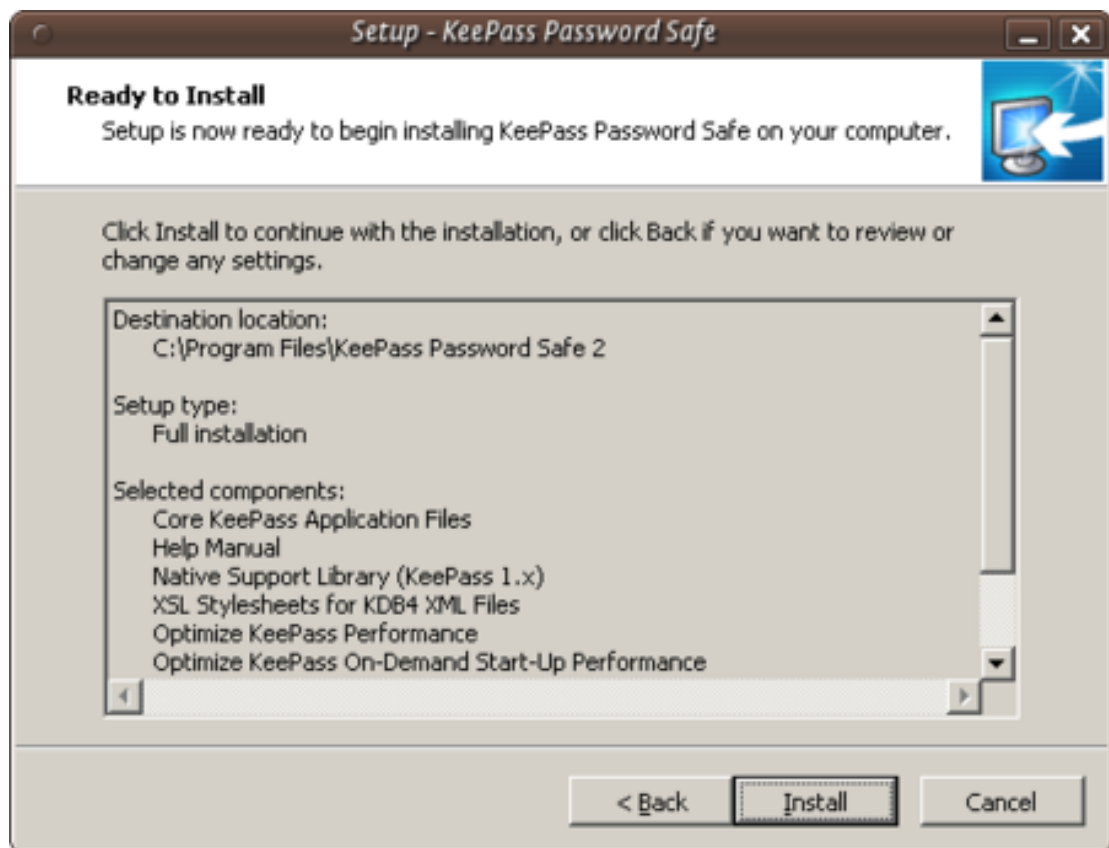 Setup - KeePass Password Safe
Ready to Install
Setup is now ready to begin installing KeePass Password Safe on your computer.
Click Install to continue with the installation, or click Back if you want to review or
change any settings.
Destination location:
C:\Program Files\KeePass Password Safe 2
Setup type:
Full installation
Selected components:
Core KeePass Application Files
Help Manual
Native Support Library (KeePass 1.x)
XSL Stylesheets for KDB4 XML Files
Optimize KeePass Performance
Optimize KeePass On-Demand Start-Up Performance
< Back Install Cancel